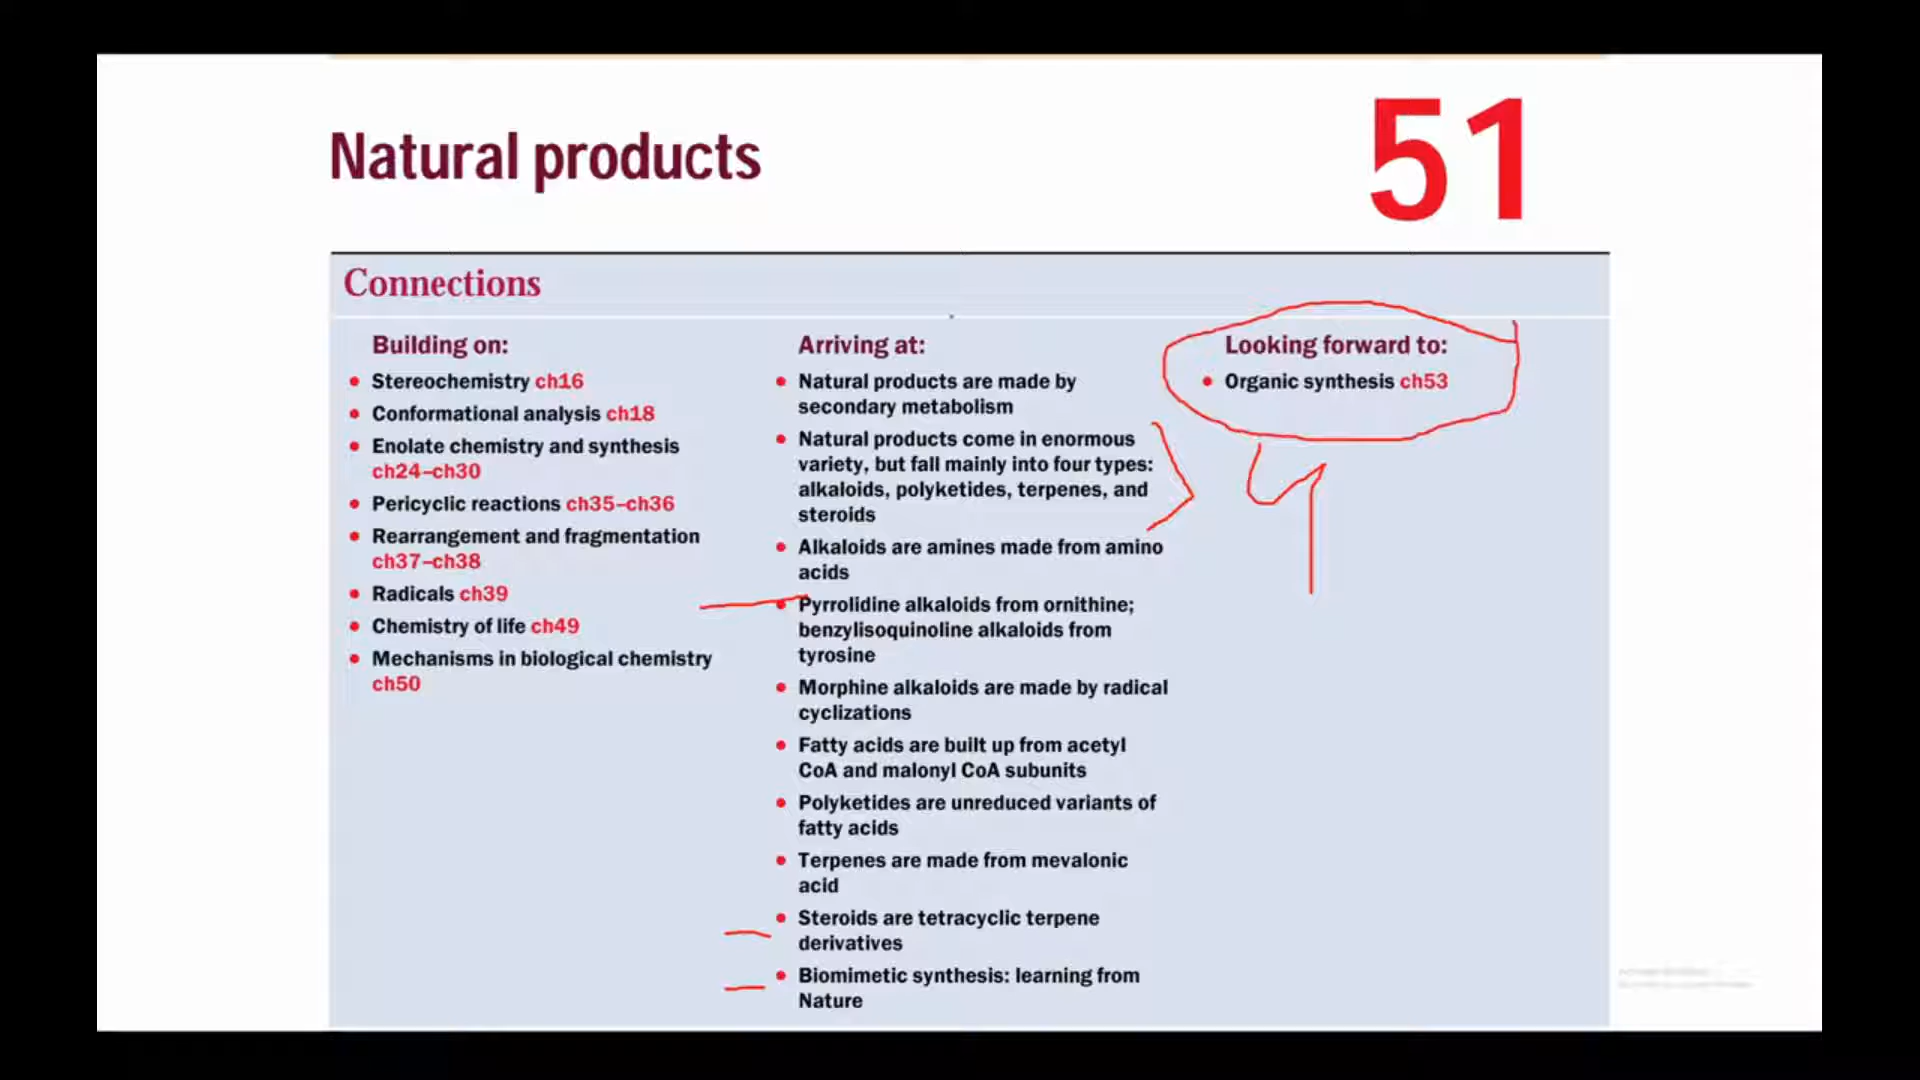 Natural products
51
Connections
Building on:
• Stereochemistry ch16
• Conformational analysis ch18
• Enolate chemistry and synthesis
ch24–ch30
• Pericyclic reactions ch35–ch36
• Rearrangement and fragmentation
ch37–ch38
• Radicals ch39
• Chemistry of life ch49
• Mechanisms in biological chemistry
ch50
Arriving at:
• Natural products are made by
secondary metabolism
• Natural products come in enormous
variety, but fall mainly into four types:
alkaloids, polyketides, terpenes, and
steroids
• Alkaloids are amines made from amino
acids
• Pyrrolidine alkaloids from ornithine;
benzylisoquinoline alkaloids from
tyrosine
• Morphine alkaloids are made by radical
cyclizations
• Fatty acids are built up from acetyl
CoA and malonyl CoA subunits
• Polyketides are unreduced variants of
fatty acids
• Terpenes are made from mevalonic
acid
• Steroids are tetracyclic terpene
derivatives
• Biomimetic synthesis: learning from
Nature
Looking forward to:
• Organic synthesis ch53